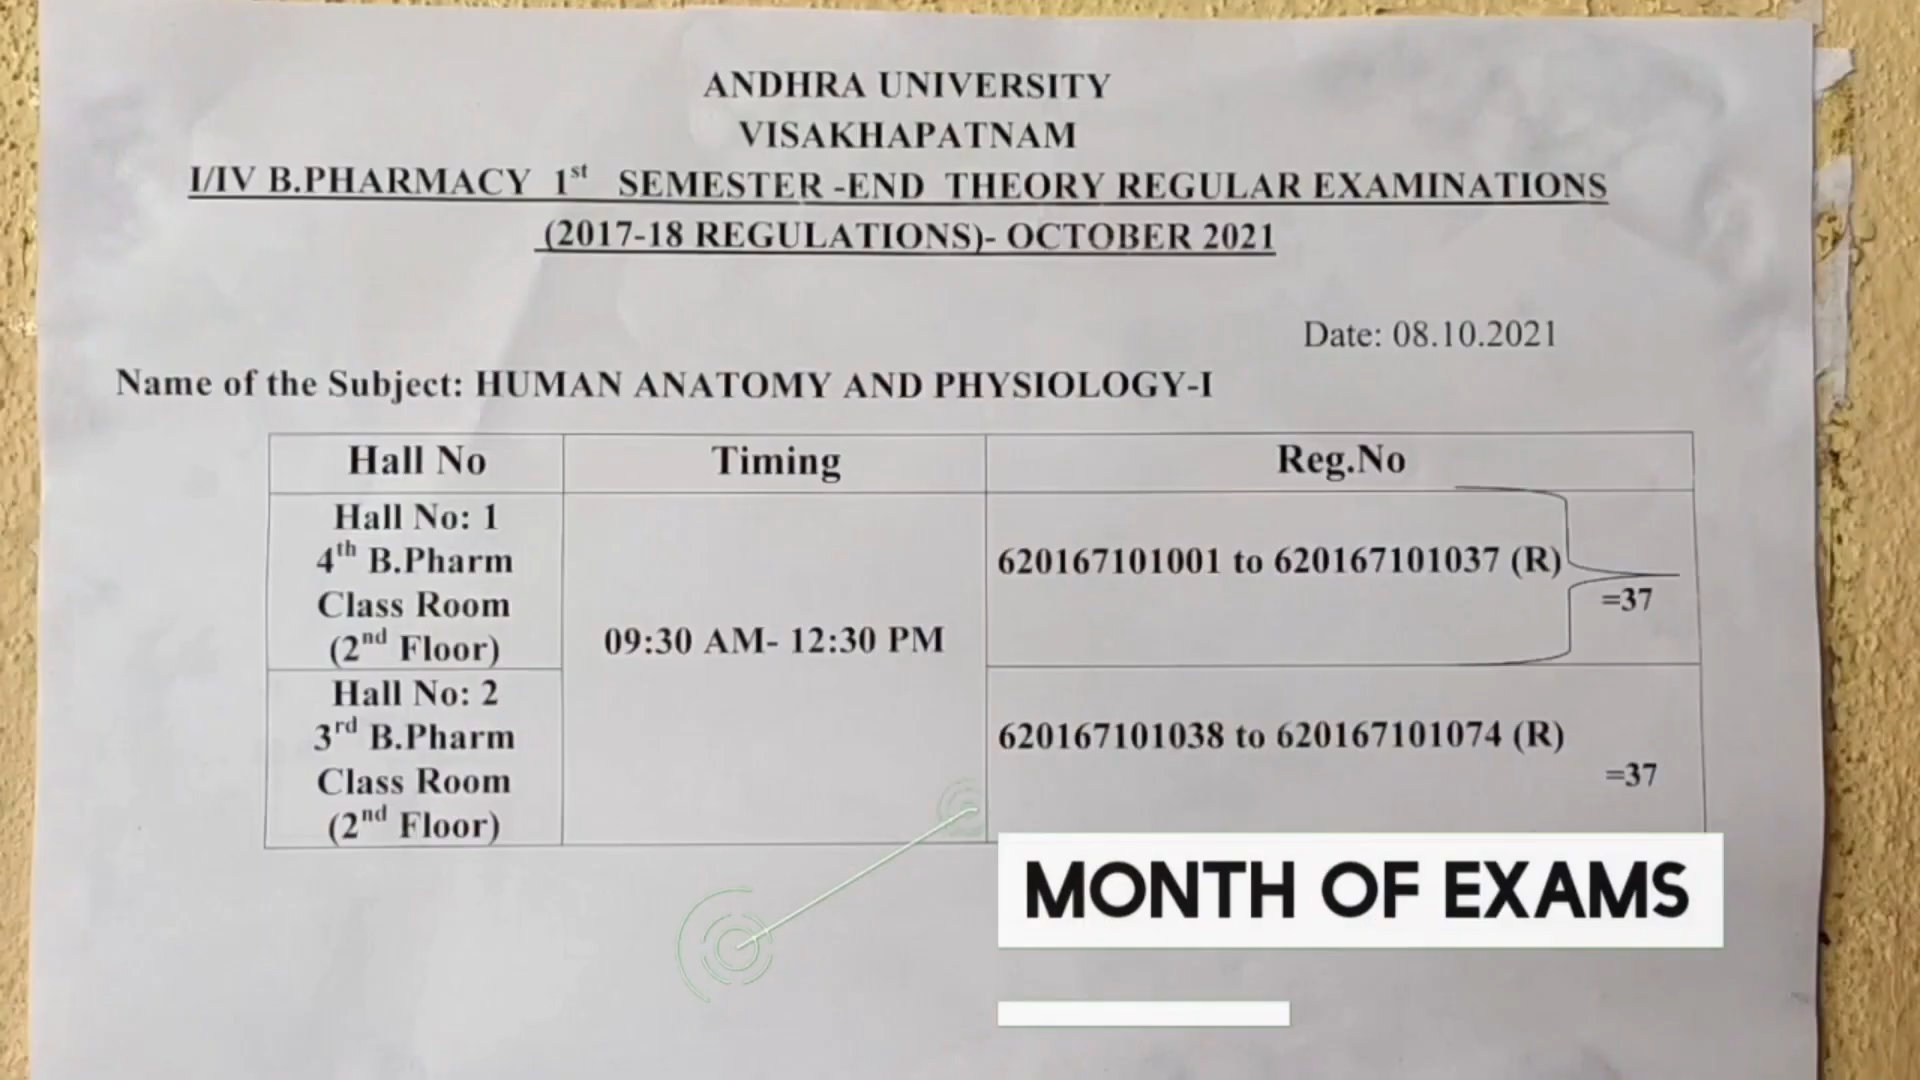 ANDHRA UNIVERSITY
VISAKHAPATNAM
I/IV B.PHARMACY 1st SEMESTER -END THEORY REGULAR EXAMINATIONS
(2017-18 REGULATIONS)- OCTOBER 2021
Date: 08.10.2021
Name of the Subject: HUMAN ANATOMY AND PHYSIOLOGY-I
Hall No Timing Reg.No
Hall No: 1
4th B.Pharm
Class Room
(2nd Floor)
09:30 AM- 12:30 PM
620167101001 to 620167101037 (R)
=37
Hall No: 2
3rd B.Pharm
Class Room
(2nd Floor)
620167101038 to 620167101074 (R)
=37
MONTH OF EXAMS